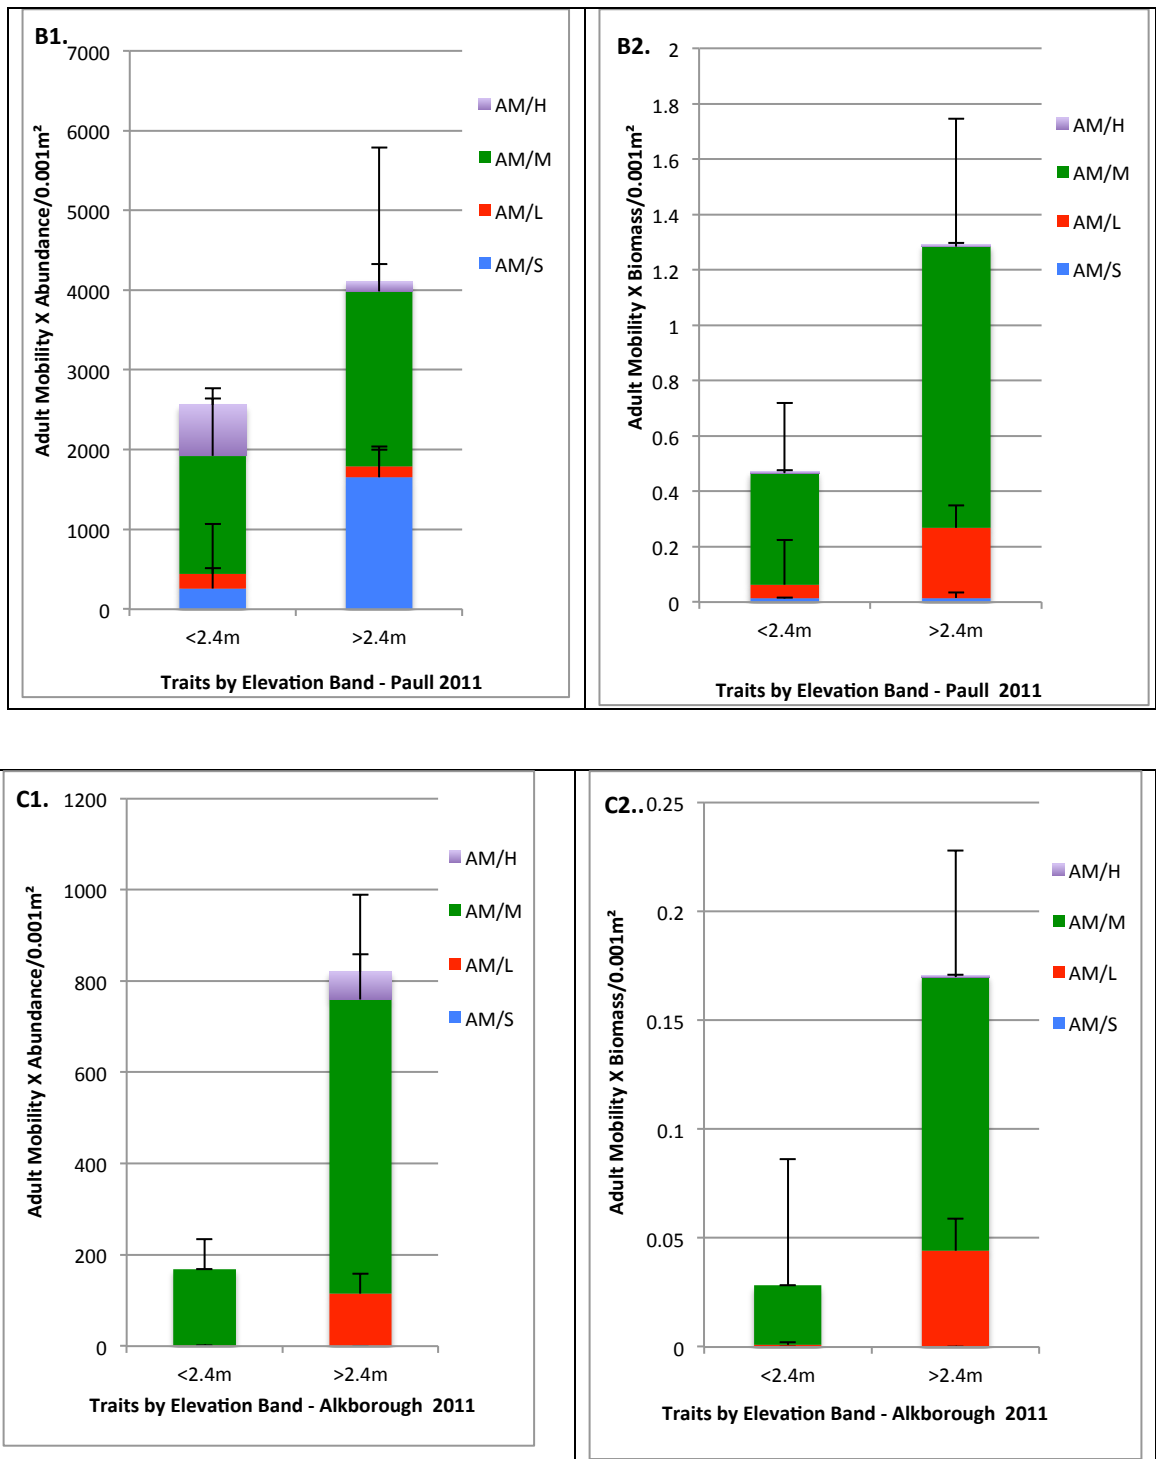 B1.
Adult Mobility X Abundance/0.001m²
7000
6000
5000
4000
3000
2000
1000
0
<2.4m >2.4m
Traits by Elevation Band - Paull 2011
AM/H
AM/M
AM/L
AM/S
B2.
Adult Mobility X Biomass/0.001m²
2
1.8
1.6
1.4
1.2
1
0.8
0.6
0.4
0.2
0
<2.4m >2.4m
Traits by Elevation Band - Paull 2011
AM/H
AM/M
AM/L
AM/S
C1.
Adult Mobility X Abundance/0.001m²
1200
1000
800
600
400
200
0
<2.4m >2.4m
Traits by Elevation Band - Alkborough 2011
AM/H
AM/M
AM/L
AM/S
C2..
Adult Mobility X Biomass/0.001m²
0.25
0.2
0.15
0.1
0.05
0
<2.4m >2.4m
Traits by Elevation Band - Alkborough 2011
AM/H
AM/M
AM/L
AM/S